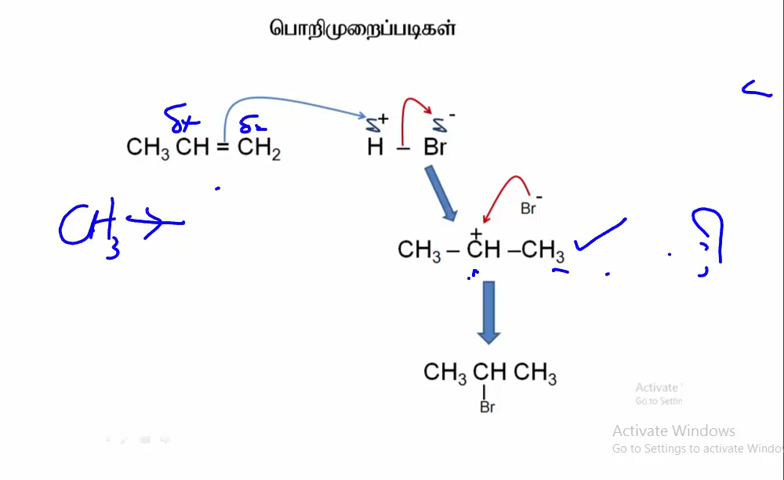 பொறிமுறைப்படிகள்
δ+ δ- δ+ δ-
CH₃ CH = CH₂ H – Br
Br⁻
CH₃ →
+
CH₃ – CH –CH₃
CH₃ CH CH₃
Br
Activate
Go to Settin
Activate Windows
Go to Settings to activate Windo